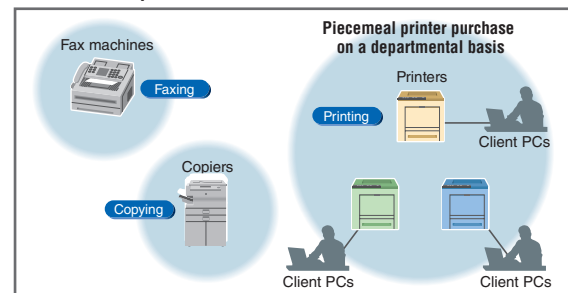 Fax machines
Faxing
Copiers
Copying
Piecemeal printer purchase
on a departmental basis
Printers
Printing
Client PCs
Client PCs
Client PCs